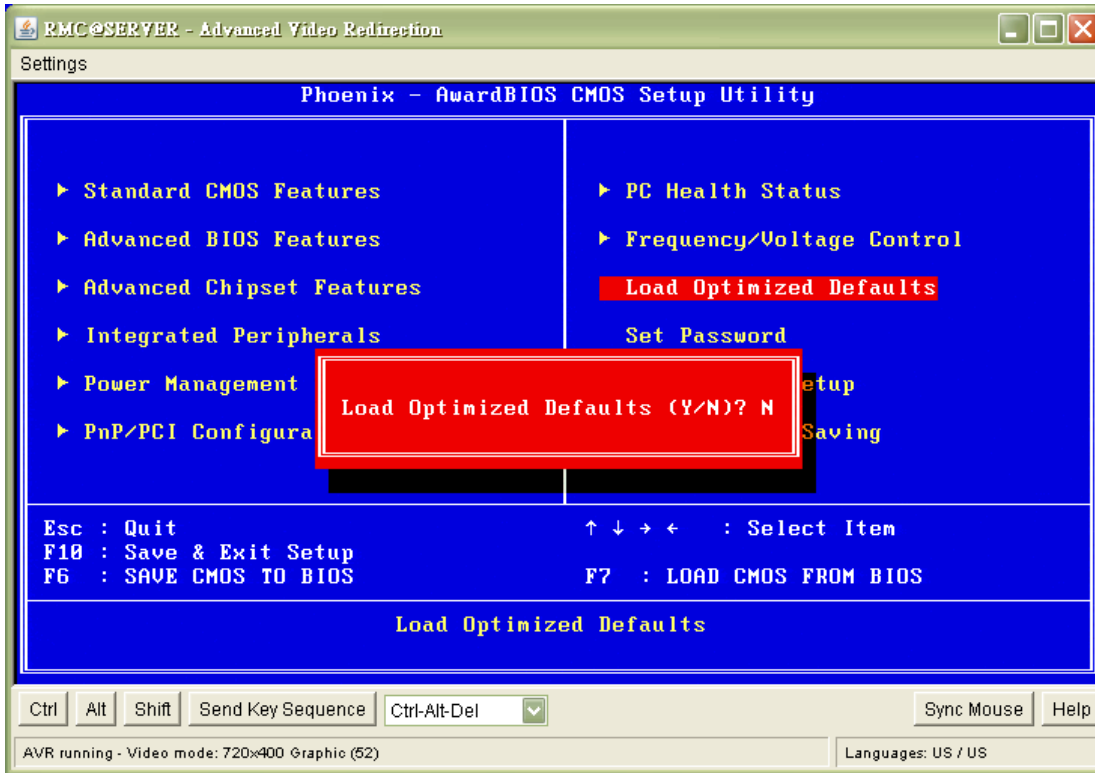 RMC@SERVER - Advanced Video Redirection
Settings
Phoenix - AwardBIOS CMOS Setup Utility
▶ Standard CMOS Features
▶ Advanced BIOS Features
▶ Advanced Chipset Features
▶ Integrated Peripherals
▶ Power Management
▶ PnP/PCI Configura
▶ PC Health Status
▶ Frequency/Voltage Control
Load Optimized Defaults
Set Password
etup
Saving
Load Optimized Defaults (Y/N)? N
Esc : Quit
F10 : Save & Exit Setup
F6 : SAVE CMOS TO BIOS
↑ ↓ → ← : Select Item
F7 : LOAD CMOS FROM BIOS
Load Optimized Defaults
Ctrl Alt Shift Send Key Sequence Ctrl-Alt-Del Sync Mouse Help
AVR running - Video mode: 720x400 Graphic (52) Languages: US / US